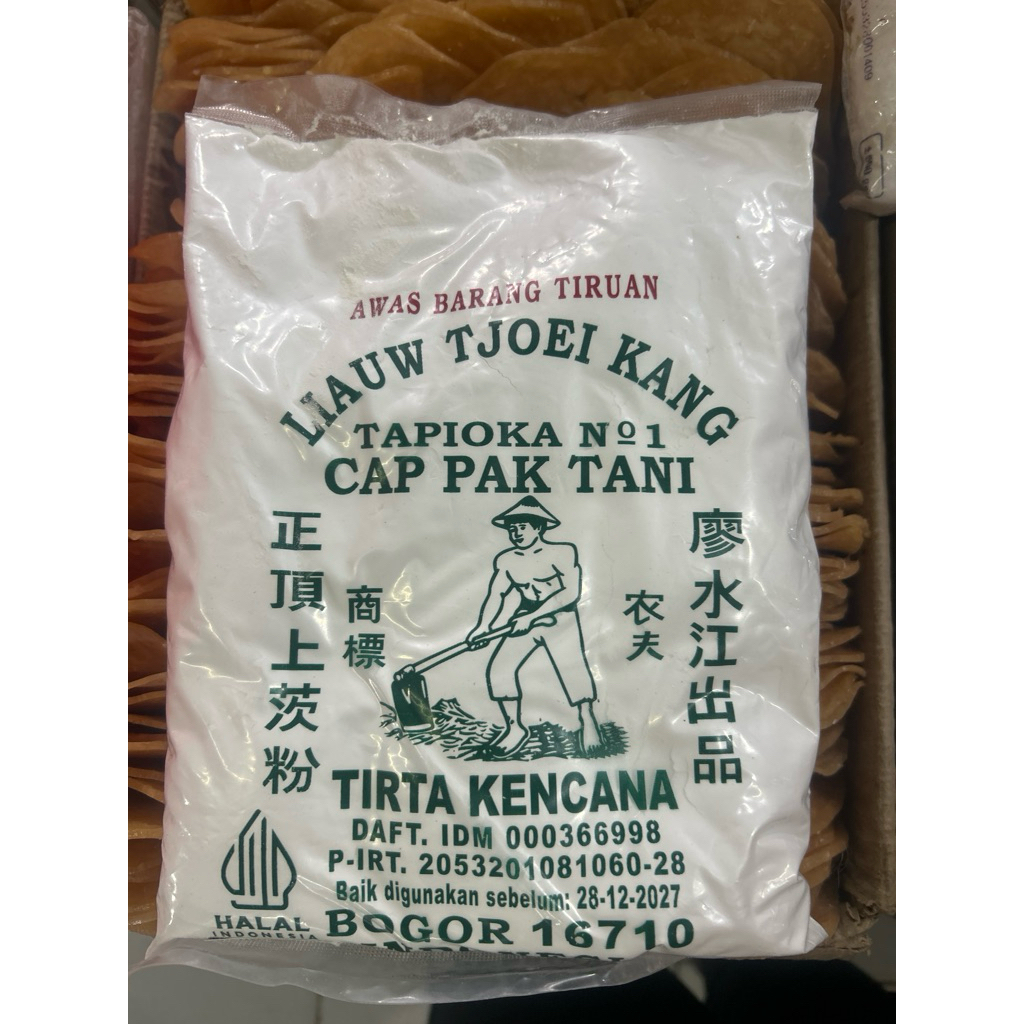 AWAS BARANG TIRUAN
LIAUW TJOEI KANG
TAPIOKA Nº1
CAP PAK TANI
正頂上茨粉
商標
农夫
廖水江出品
TIRTA KENCANA
DAFT. IDM 000366998
P-IRT. 2053201081060-28
Baik digunakan sebelum: 28-12-2027
HALAL
INDONESIA
BOGOR 16710